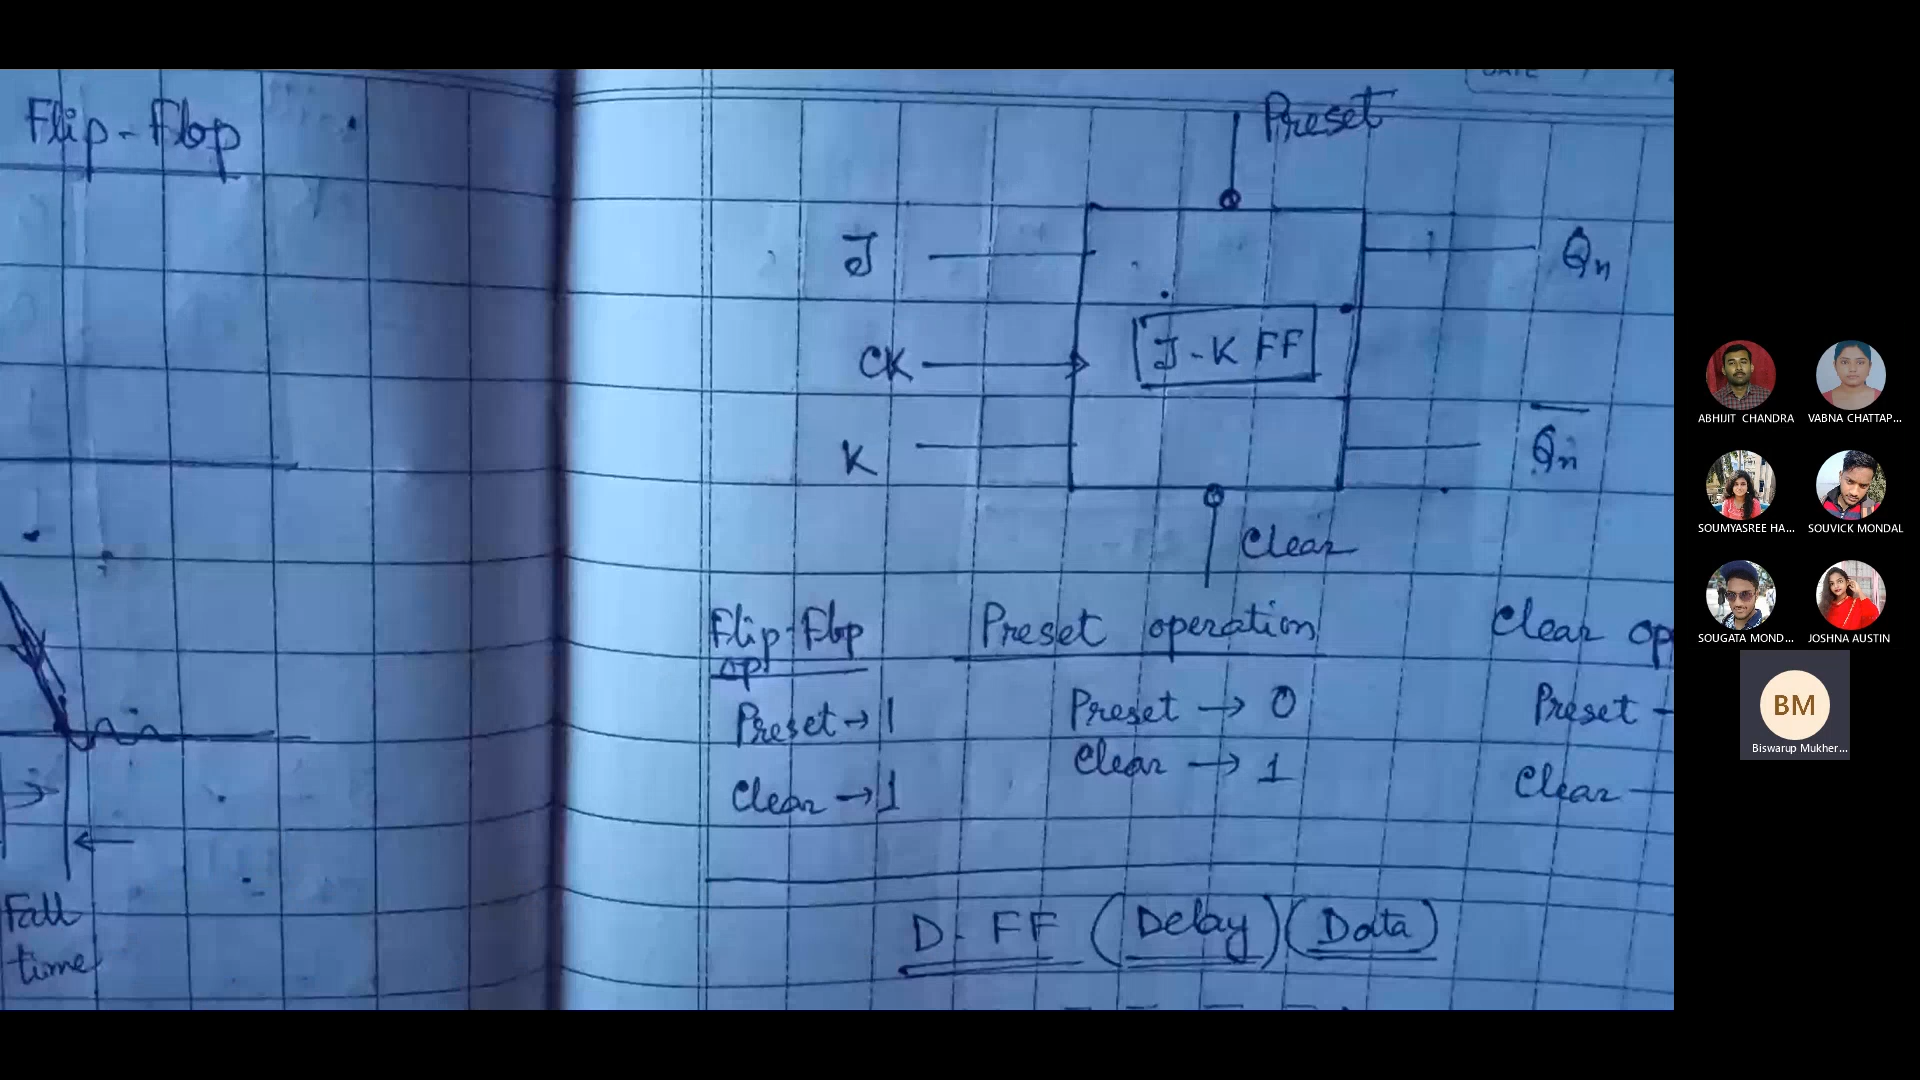 Flip-Flop
Fall
time
DATE
Preset
J
Qn
J-K FF
CK
K
Qn
Clear
Flip-Flop
op
Preset → 1
Clear → 1
Preset operation
Preset → 0
Clear → 1
Clear op
Preset -
Clear -
D-FF (Delay) (Data)
ABHIJIT CHANDRA
VABNA CHATTAP...
SOUMYASREE HA...
SOUVICK MONDAL
SOUGATA MOND...
JOSHNA AUSTIN
BM
Biswarup Mukher...